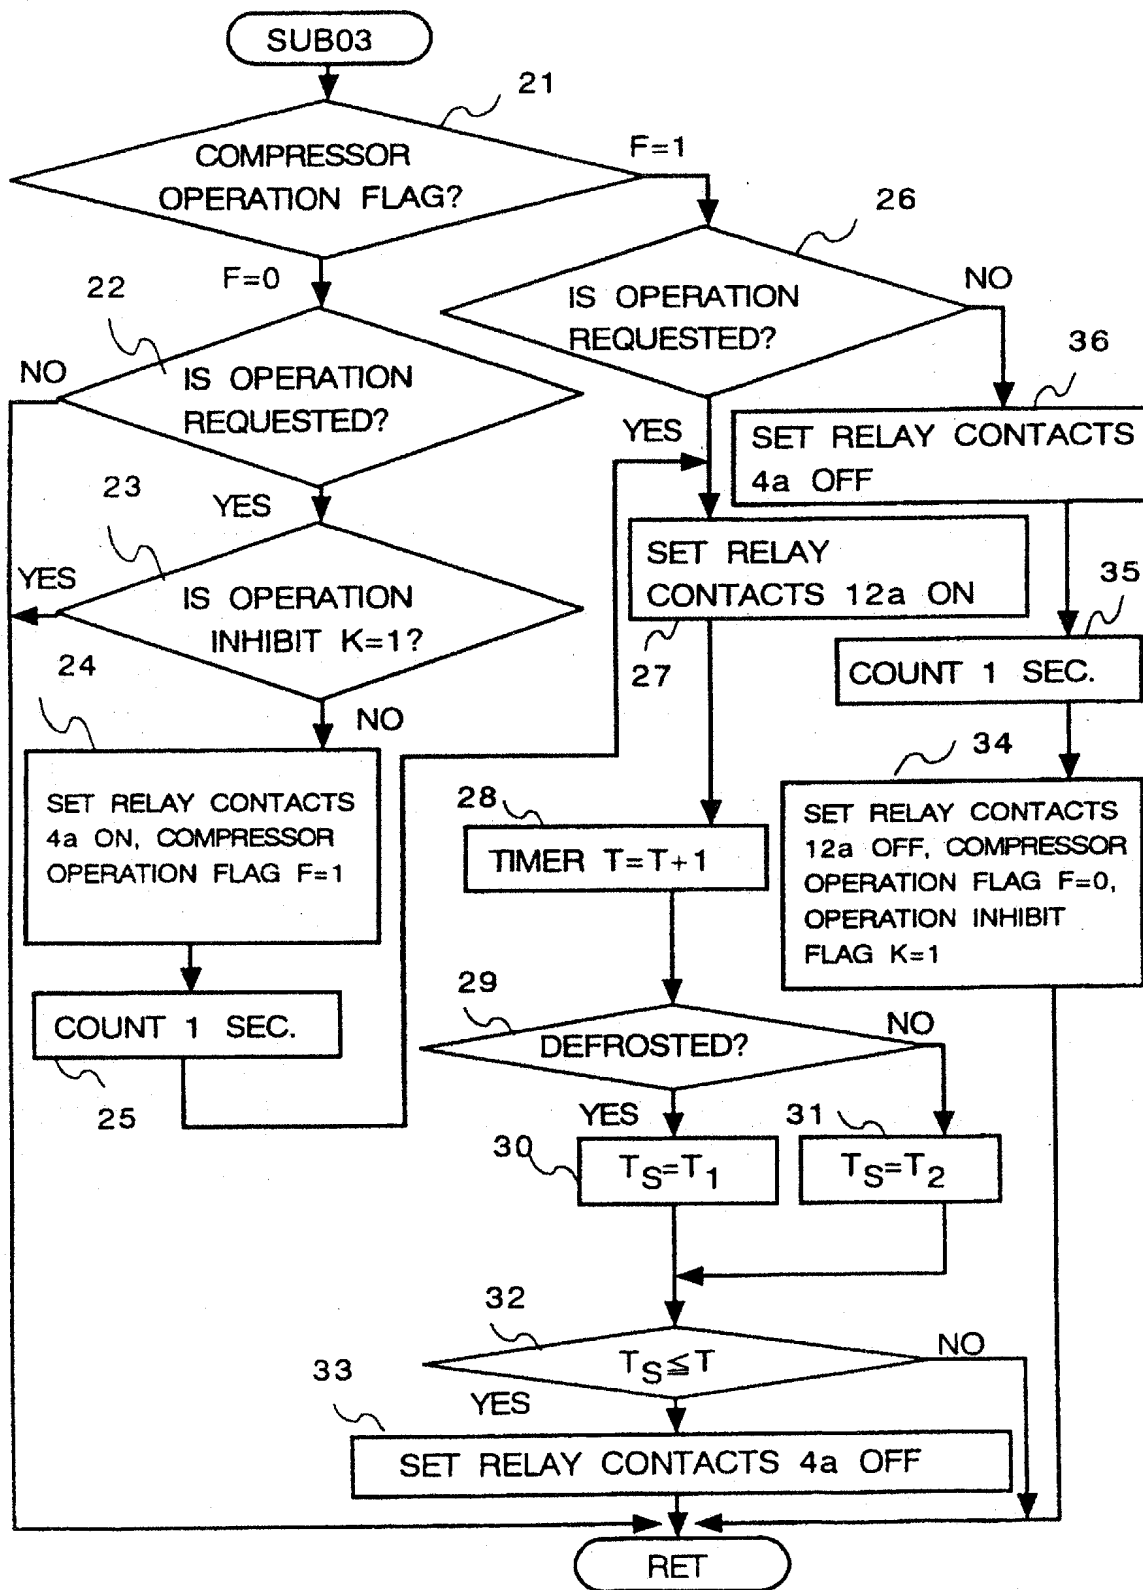 SUB03
21
COMPRESSOR
OPERATION FLAG?
F=1
F=0
26
IS OPERATION
REQUESTED?
NO
22
IS OPERATION
REQUESTED?
NO
YES
36
SET RELAY CONTACTS
4a OFF
YES
23
IS OPERATION
INHIBIT K=1?
YES
NO
SET RELAY
CONTACTS 12a ON
27
35
COUNT 1 SEC.
24
SET RELAY CONTACTS
4a ON, COMPRESSOR
OPERATION FLAG F=1
34
SET RELAY CONTACTS
12a OFF, COMPRESSOR
OPERATION FLAG F=0,
OPERATION INHIBIT
FLAG K=1
28
TIMER T=T+1
COUNT 1 SEC.
25
29
DEFROSTED?
NO
YES
30
TS=T1
31
TS=T2
32
TS≦T
NO
YES
33
SET RELAY CONTACTS 4a OFF
RET